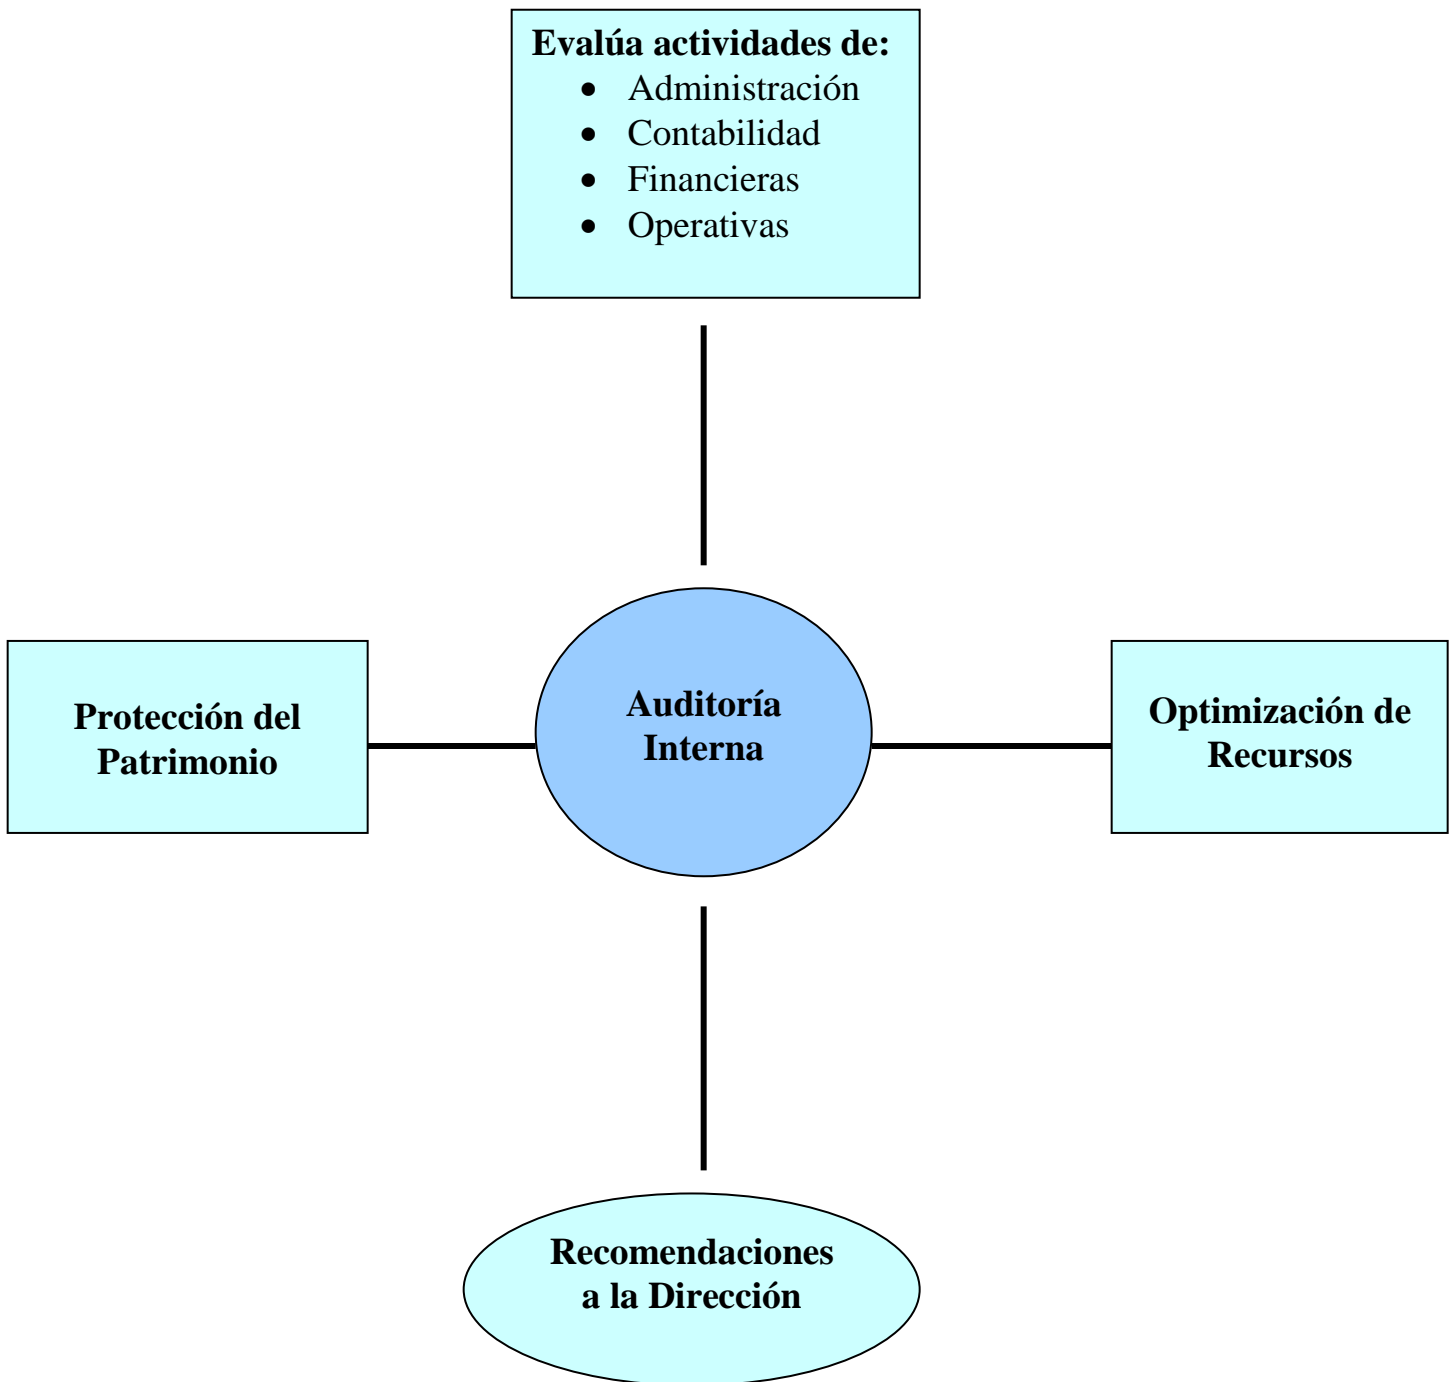 Evalúa actividades de:
• Administración
• Contabilidad
• Financieras
• Operativas
Protección del
Patrimonio
Auditoría
Interna
Optimización de
Recursos
Recomendaciones
a la Dirección